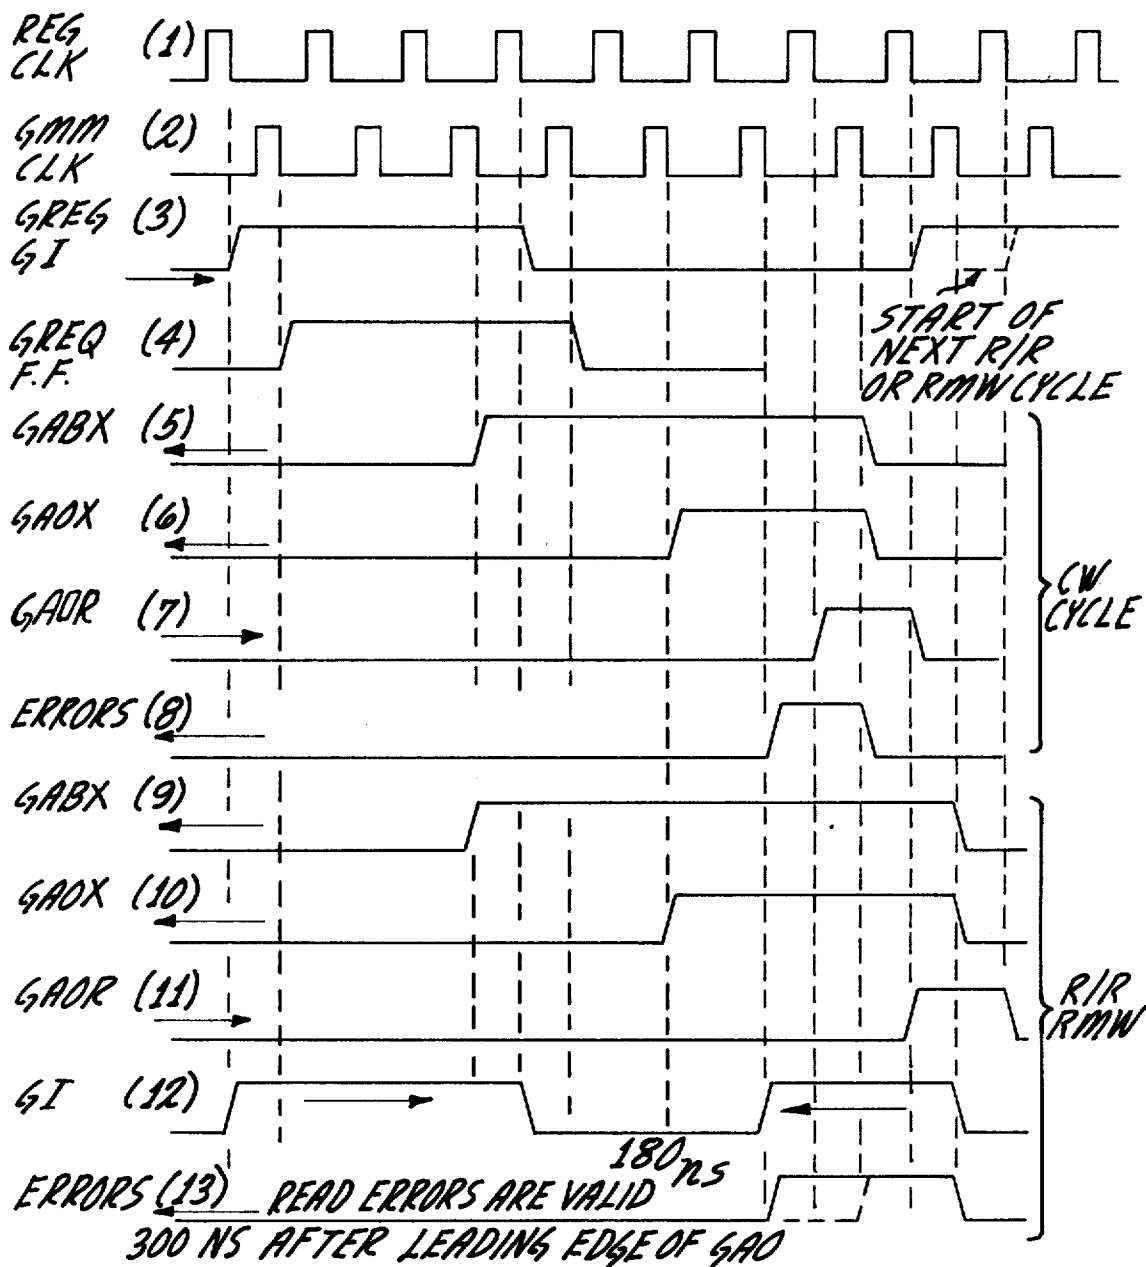 REG (1)
CLK
GMM (2)
CLK
GREG (3)
GI
START OF
NEXT R/R
OR RMW CYCLE
GREQ (4)
F.F.
GABX (5)
GAOX (6)
CW
CYCLE
GAOR (7)
ERRORS (8)
GABX (9)
GAOX (10)
GAOR (11)
R/R
RMW
GI (12)
180 ns
ERRORS (13) READ ERRORS ARE VALID
300 NS AFTER LEADING EDGE OF GAO